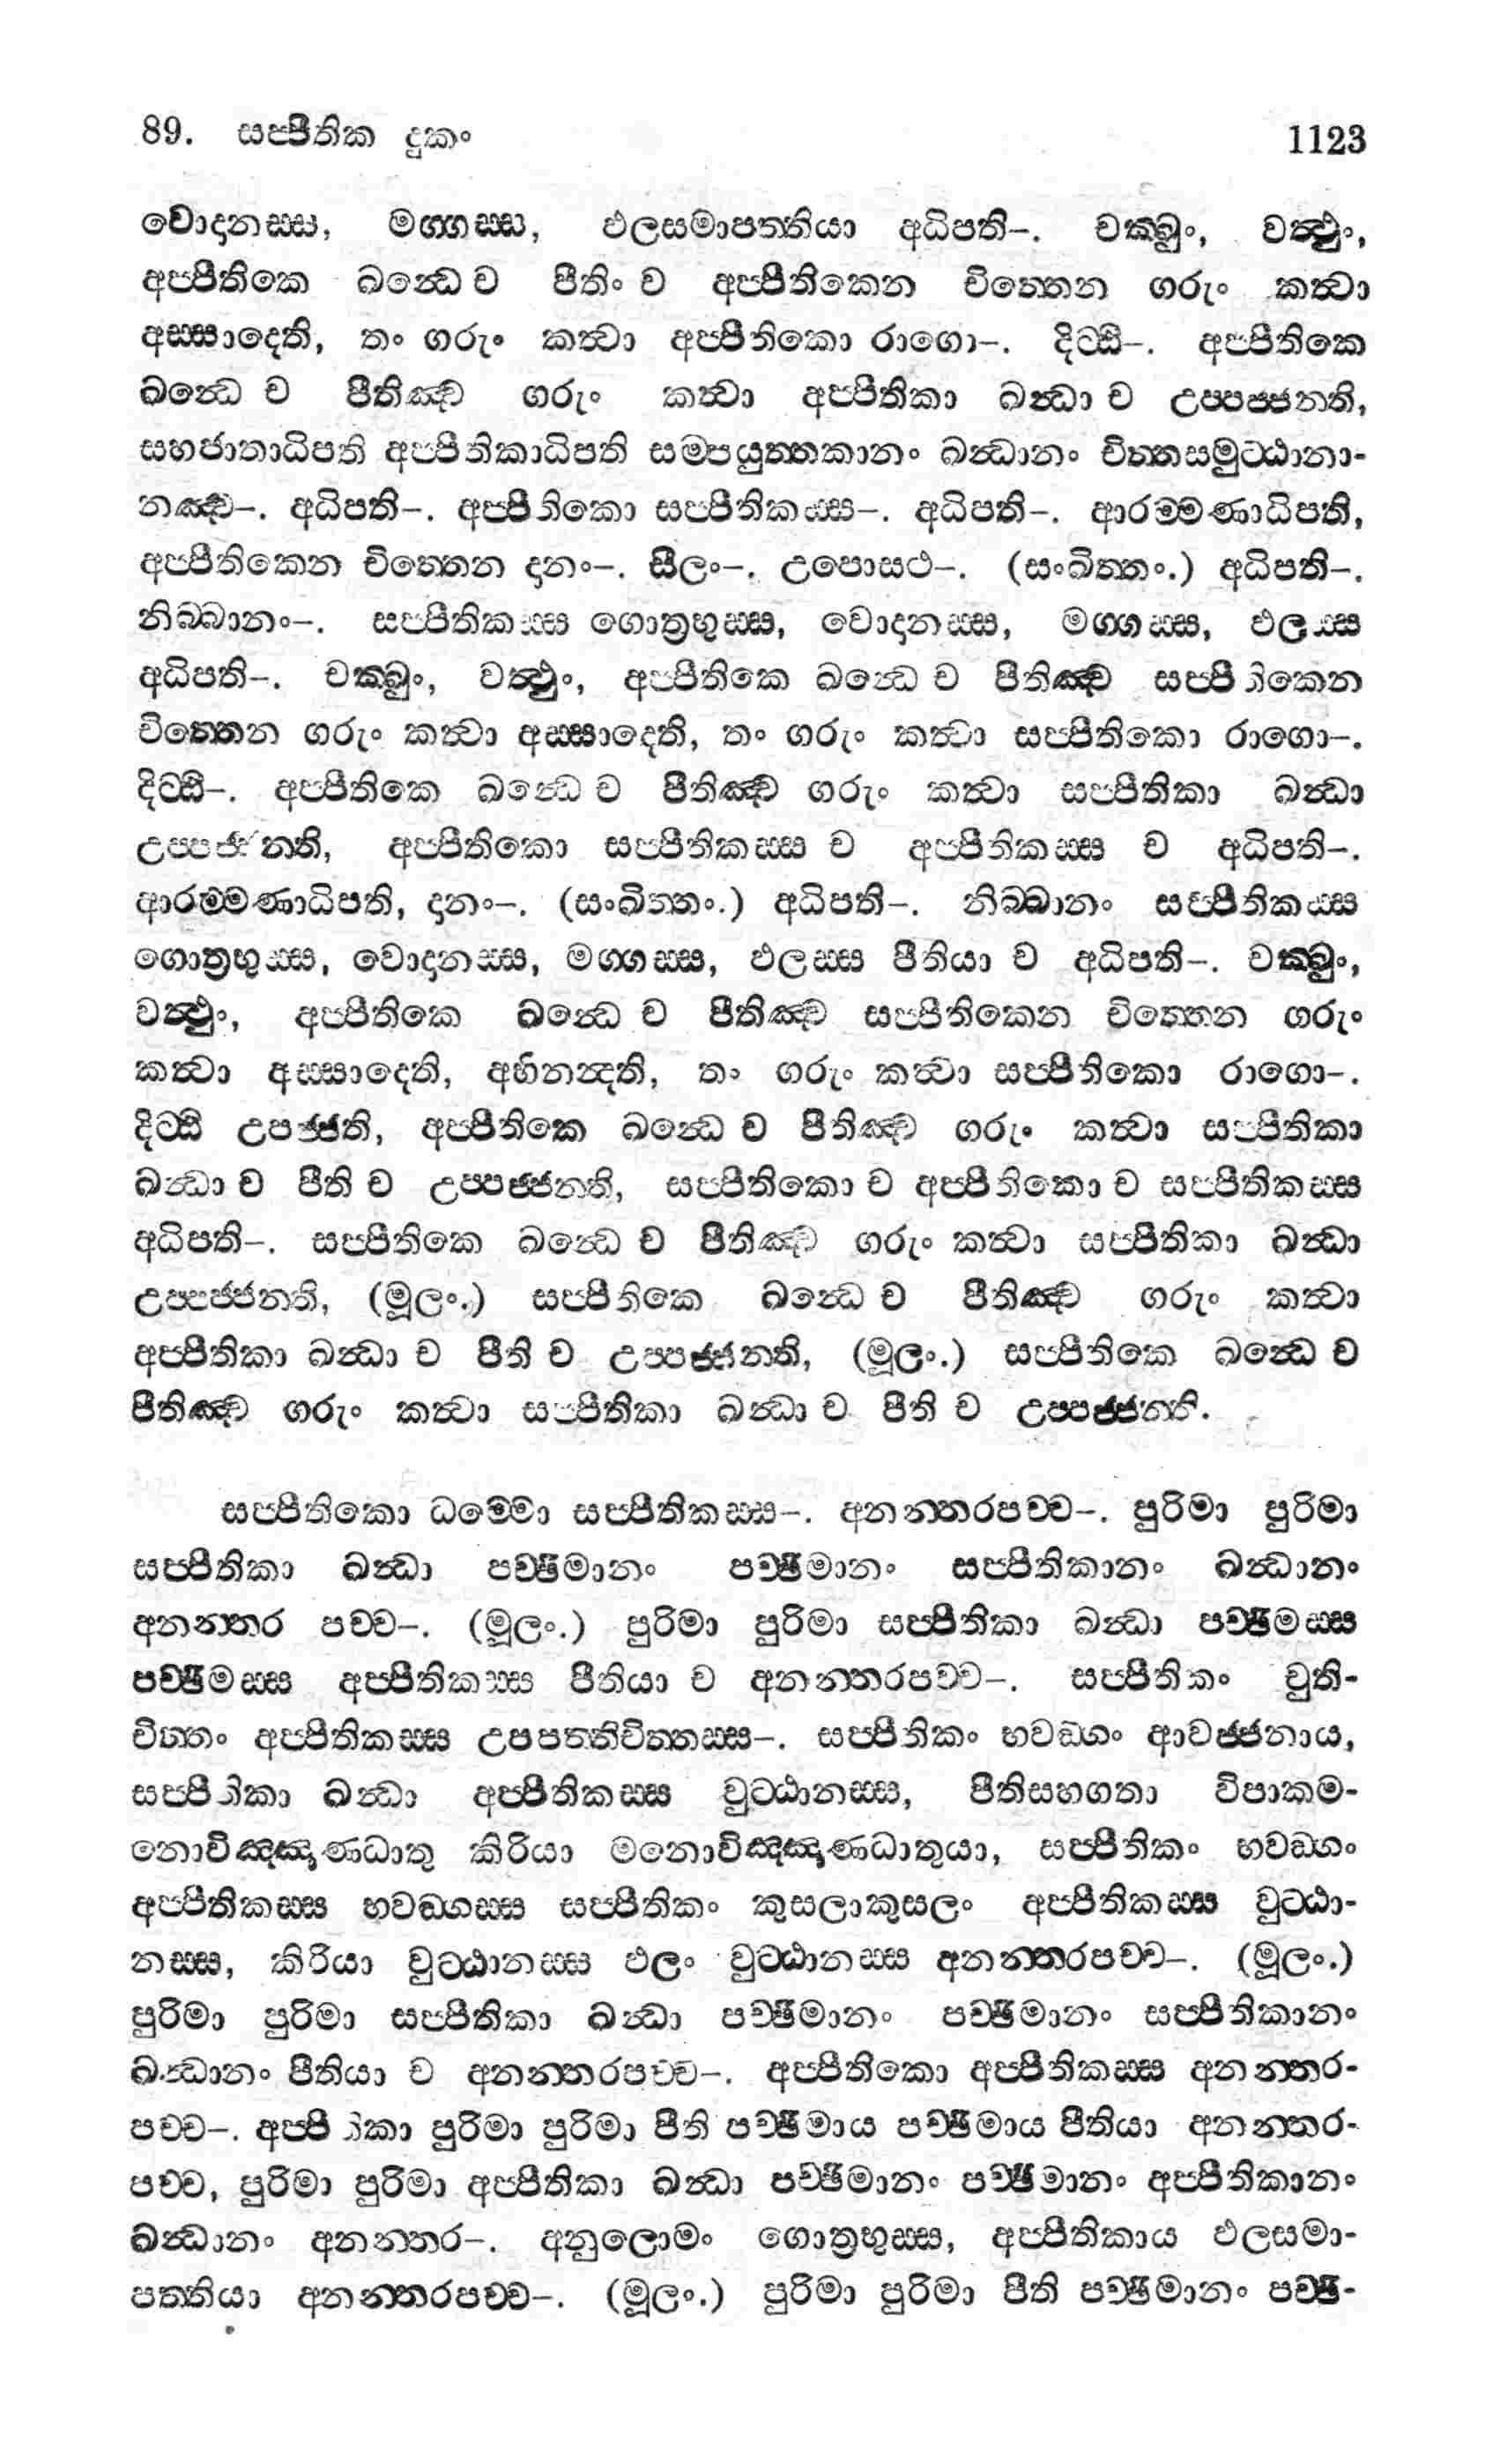 89. සප්පීතික දුකං 1123
වොදානස්ස, මග්ගස්ස, ඵලසමාපත්තියා අධිපති–. චක්ඛුං, වත්ථුං,
අප්පීතිකෙ ඛන්ධෙ ච පීතිං ච අප්පීතිකෙන චිත්තෙන ගරුං කත්වා
අස්සාදෙති, තං ගරුං කත්වා අප්පීතිකො රාගො–. දිට්ඨි–. අප්පීතිකෙ
ඛන්ධෙ ච පීතිඤ්ච ගරුං කත්වා අප්පීතිකා ඛන්ධා ච උප්පජ්ජන්ති,
සහජාතාධිපති අප්පීතිකාධිපති සම්පයුත්තකානං ඛන්ධානං චිත්තසමුට්ඨානා-
නඤ්ච–. අධිපති–. අප්පීතිකො සප්පීතිකස්ස–. අධිපති–. ආරම්මණාධිපති,
අප්පීතිකෙන චිත්තෙන දානං–. සීලං–. උපොසථ–. (සංඛිත්තං.) අධිපති–.
නිබ්බානං–. සප්පීතිකස්ස ගොත්‍රභුස්ස, වොදානස්ස, මග්ගස්ස, ඵලස්ස
අධිපති–. චක්ඛුං, වත්ථුං, අප්පීතිකෙ ඛන්ධෙ ච පීතිඤ්ච සප්පීතිකෙන
චිත්තෙන ගරුං කත්වා අස්සාදෙති, තං ගරුං කත්වා සප්පීතිකො රාගො–.
දිට්ඨි–. අප්පීතිකෙ ඛන්ධෙ ච පීතිඤ්ච ගරුං කත්වා සප්පීතිකා ඛන්ධා
උප්පජ්ජන්ති, අප්පීතිකො සප්පීතිකස්ස ච අප්පීතිකස්ස ච අධිපති–.
ආරම්මණාධිපති, දානං–. (සංඛිත්තං.) අධිපති–. නිබ්බානං සප්පීතිකස්ස
ගොත්‍රභුස්ස, වොදානස්ස, මග්ගස්ස, ඵලස්ස පීතියා ච අධිපති–. චක්ඛුං,
වත්ථුං, අප්පීතිකෙ ඛන්ධෙ ච පීතිඤ්ච සප්පීතිකෙන චිත්තෙන ගරුං
කත්වා අස්සාදෙති, අභිනන්දති, තං ගරුං කත්වා සප්පීතිකො රාගො–.
දිට්ඨි උපජ්ජති, අප්පීතිකෙ ඛන්ධෙ ච පීතිඤ්ච ගරුං කත්වා සප්පීතිකා
ඛන්ධා ච පීති ච උප්පජ්ජන්ති, සප්පීතිකො ච අප්පීතිකො ච සප්පීතිකස්ස
අධිපති–. සප්පීතිකෙ ඛන්ධෙ ච පීතිඤ්ච ගරුං කත්වා සප්පීතිකා ඛන්ධා
උප්පජ්ජන්ති, (මූලං.) සප්පීතිකෙ ඛන්ධෙ ච පීතිඤ්ච ගරුං කත්වා
අප්පීතිකා ඛන්ධා ච පීති ච උප්පජ්ජන්ති, (මූලං.) සප්පීතිකෙ ඛන්ධෙ ච
පීතිඤ්ච ගරුං කත්වා සප්පීතිකා ඛන්ධා ච පීති ච උප්පජ්ජන්ති.
සප්පීතිකො ධම්මො සප්පීතිකස්ස–. අනන්තරපච්ච–. පුරිමා පුරිමා
සප්පීතිකා ඛන්ධා පච්ඡිමානං පච්ඡිමානං සප්පීතිකානං ඛන්ධානං
අනන්තර පච්ච–. (මූලං.) පුරිමා පුරිමා සප්පීතිකා ඛන්ධා පච්ඡිමස්ස
පච්ඡිමස්ස අප්පීතිකස්ස පීතියා ච අනන්තරපච්ච–. සප්පීතිකං චුති-
චිත්තං අප්පීතිකස්ස උපපත්තිචිත්තස්ස–. සප්පීතිකං භවඞ්ගං ආවජ්ජනාය,
සප්පීතිකා ඛන්ධා අප්පීතිකස්ස වුට්ඨානස්ස, පීතිසහගතා විපාකම-
නොවිඤ්ඤාණධාතු කිරියා මනොවිඤ්ඤාණධාතුයා, සප්පීතිකං භවඞ්ගං
අප්පීතිකස්ස භවඞ්ගස්ස සප්පීතිකං කුසලාකුසලං අප්පීතිකස්ස වුට්ඨා-
නස්ස, කිරියා වුට්ඨානස්ස ඵලං වුට්ඨානස්ස අනන්තරපච්ච–. (මූලං.)
පුරිමා පුරිමා සප්පීතිකා ඛන්ධා පච්ඡිමානං පච්ඡිමානං සප්පීතිකානං
ඛන්ධානං පීතියා ච අනන්තරපච්ච–. අප්පීතිකො අප්පීතිකස්ස අනන්තර-
පච්ච–. අප්පීතිකා පුරිමා පුරිමා පීති පච්ඡිමාය පච්ඡිමාය පීතියා අනන්තර-
පච්ච, පුරිමා පුරිමා අප්පීතිකා ඛන්ධා පච්ඡිමානං පච්ඡිමානං අප්පීතිකානං
ඛන්ධානං අනන්තර–. අනුලොමං ගොත්‍රභුස්ස, අප්පීතිකාය ඵලසමා-
පත්තියා අනන්තරපච්ච–. (මූලං.) පුරිමා පුරිමා පීති පච්ඡිමානං පච්ඡි-